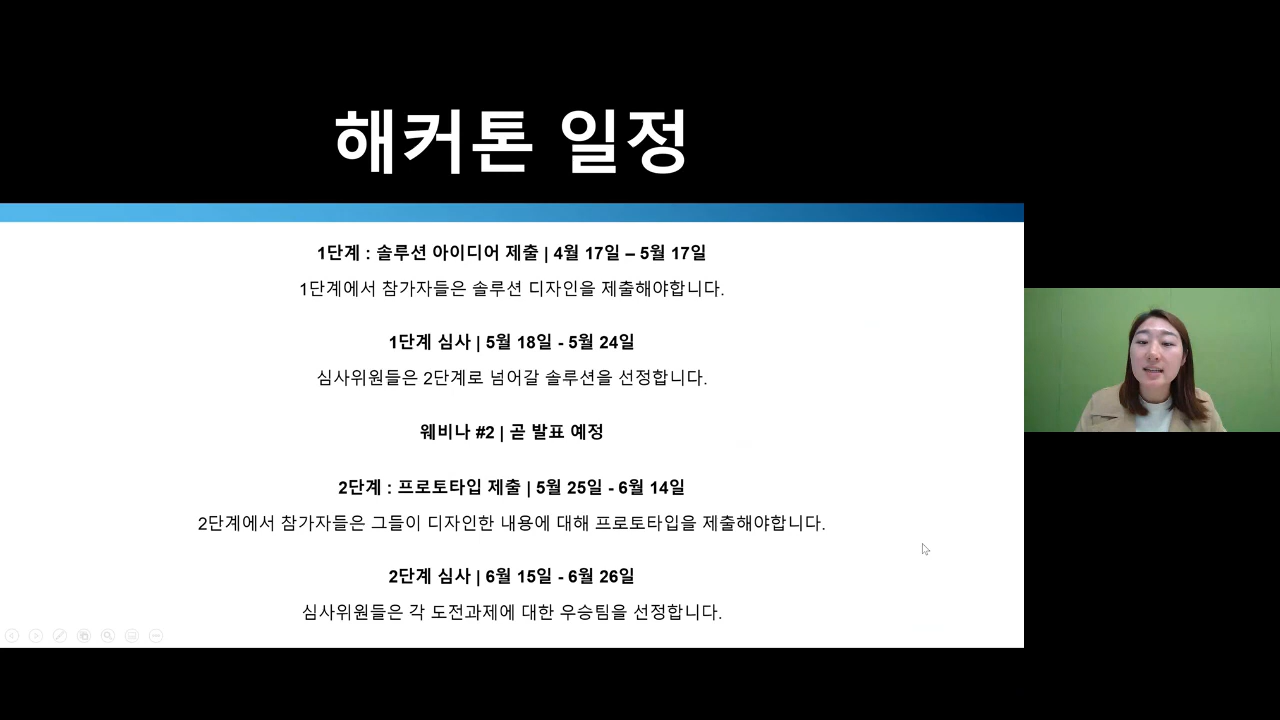 해커톤 일정
1단계 : 솔루션 아이디어 제출 | 4월 17일 – 5월 17일
1단계에서 참가자들은 솔루션 디자인을 제출해야합니다.
1단계 심사 | 5월 18일 - 5월 24일
심사위원들은 2단계로 넘어갈 솔루션을 선정합니다.
웨비나 #2 | 곧 발표 예정
2단계 : 프로토타입 제출 | 5월 25일 - 6월 14일
2단계에서 참가자들은 그들이 디자인한 내용에 대해 프로토타입을 제출해야합니다.
2단계 심사 | 6월 15일 - 6월 26일
심사위원들은 각 도전과제에 대한 우승팀을 선정합니다.